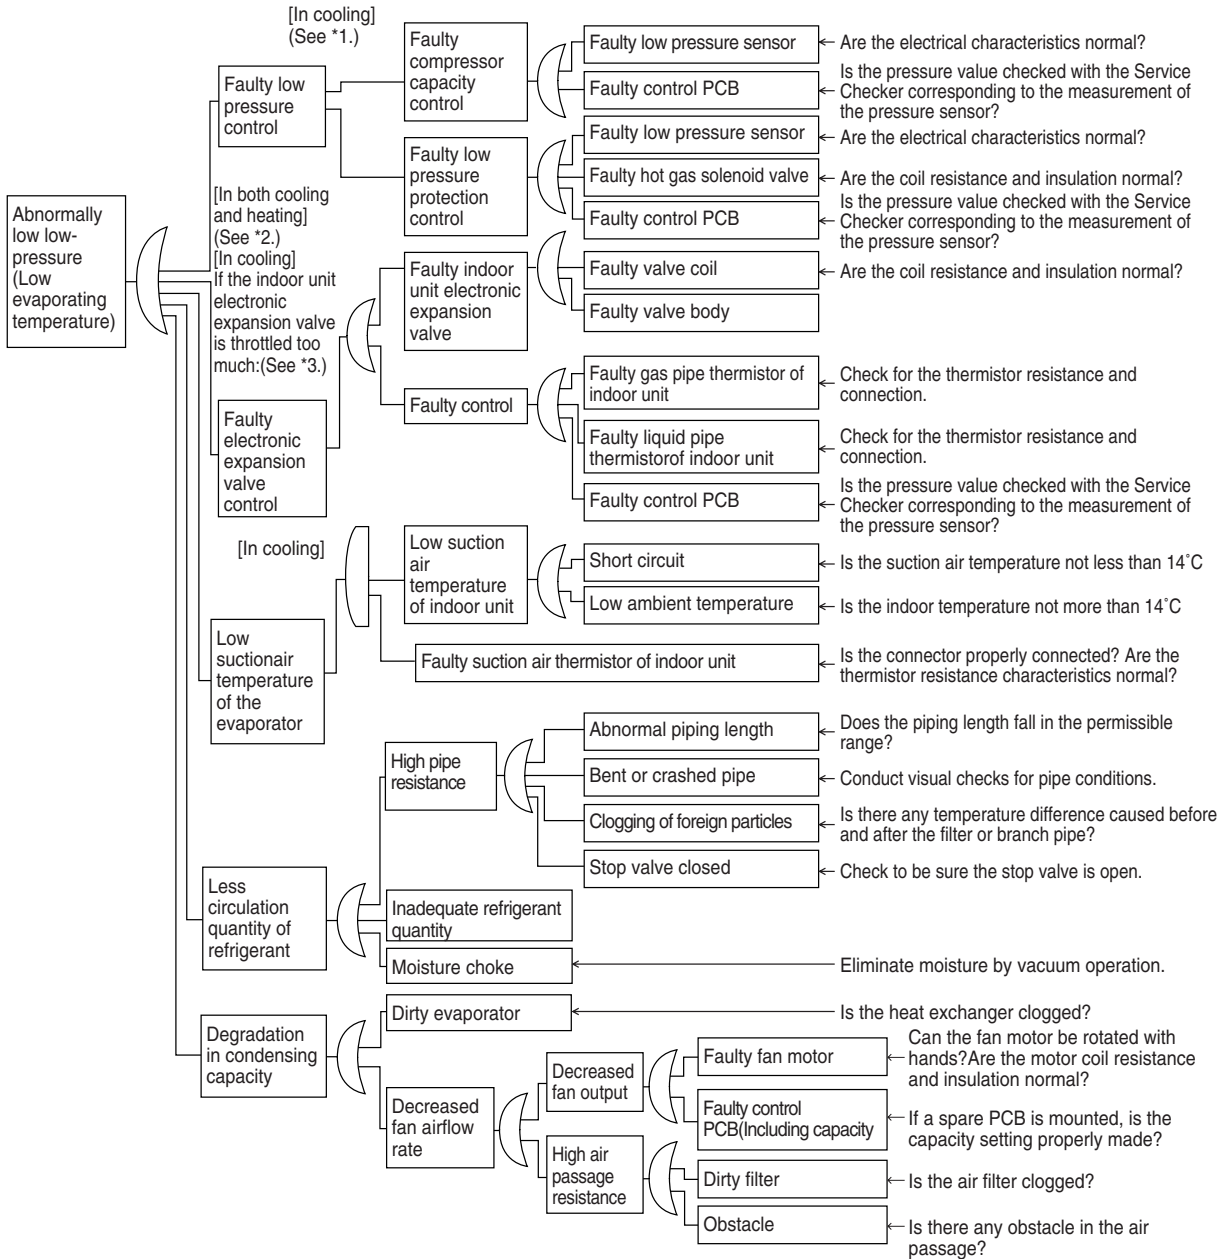 [In cooling]
(See *1.)
Faulty
compressor
capacity
control
Faulty low pressure sensor
Are the electrical characteristics normal?
Faulty control PCB
Is the pressure value checked with the Service
Checker corresponding to the measurement of
the pressure sensor?
Faulty low
pressure
control
Faulty low
pressure
protection
control
Faulty low pressure sensor
Are the electrical characteristics normal?
Faulty hot gas solenoid valve
Are the coil resistance and insulation normal?
Faulty control PCB
Is the pressure value checked with the Service
Checker corresponding to the measurement of
the pressure sensor?
Abnormally
low low-
pressure
(Low
evaporating
temperature)
[In both cooling
and heating]
(See *2.)
[In cooling]
If the indoor unit
electronic
expansion valve
is throttled too
much:(See *3.)
Faulty indoor
unit electronic
expansion
valve
Faulty valve coil
Are the coil resistance and insulation normal?
Faulty valve body
Faulty
electronic
expansion
valve
control
Faulty control
Faulty gas pipe thermistor of
indoor unit
Check for the thermistor resistance and
connection.
Faulty liquid pipe
thermistorof indoor unit
Check for the thermistor resistance and
connection.
Faulty control PCB
Is the pressure value checked with the Service
Checker corresponding to the measurement of
the pressure sensor?
[In cooling]
Low suction
air
temperature
of indoor unit
Short circuit
Is the suction air temperature not less than 14˚C
Low ambient temperature
Is the indoor temperature not more than 14˚C
Low
suctionair
temperature
of the
evaporator
Faulty suction air thermistor of indoor unit
Is the connector properly connected? Are the
thermistor resistance characteristics normal?
High pipe
resistance
Abnormal piping length
Does the piping length fall in the permissible
range?
Bent or crashed pipe
Conduct visual checks for pipe conditions.
Clogging of foreign particles
Is there any temperature difference caused before
and after the filter or branch pipe?
Stop valve closed
Check to be sure the stop valve is open.
Less
circulation
quantity of
refrigerant
Inadequate refrigerant
quantity
Moisture choke
Eliminate moisture by vacuum operation.
Degradation
in condensing
capacity
Dirty evaporator
Is the heat exchanger clogged?
Decreased
fan airflow
rate
Decreased
fan output
Faulty fan motor
Can the fan motor be rotated with
hands?Are the motor coil resistance
and insulation normal?
Faulty control
PCB(Including capacity
If a spare PCB is mounted, is the
capacity setting properly made?
High air
passage
resistance
Dirty filter
Is the air filter clogged?
Obstacle
Is there any obstacle in the air
passage?